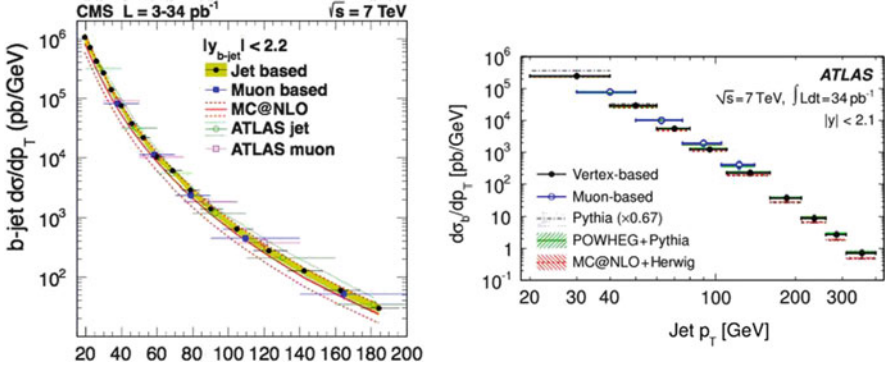 CMS L = 3-34 pb⁻¹ √s = 7 TeV
b-jet dσ/dp_T (pb/GeV)
10⁶
10⁵
10⁴
10³
10²
|y_b-jet| < 2.2
Jet based
Muon based
MC@NLO
ATLAS jet
ATLAS muon
20 40 60 80 100 120 140 160 180 200
dσ_b/dp_T [pb/GeV]
10⁶
10⁵
10⁴
10³
10²
10
1
10⁻¹
ATLAS
√s=7 TeV, ∫Ldt=34 pb⁻¹
|y| < 2.1
Vertex-based
Muon-based
Pythia (×0.67)
POWHEG+Pythia
MC@NLO+Herwig
20 30 40 100 200 300
Jet p_T [GeV]